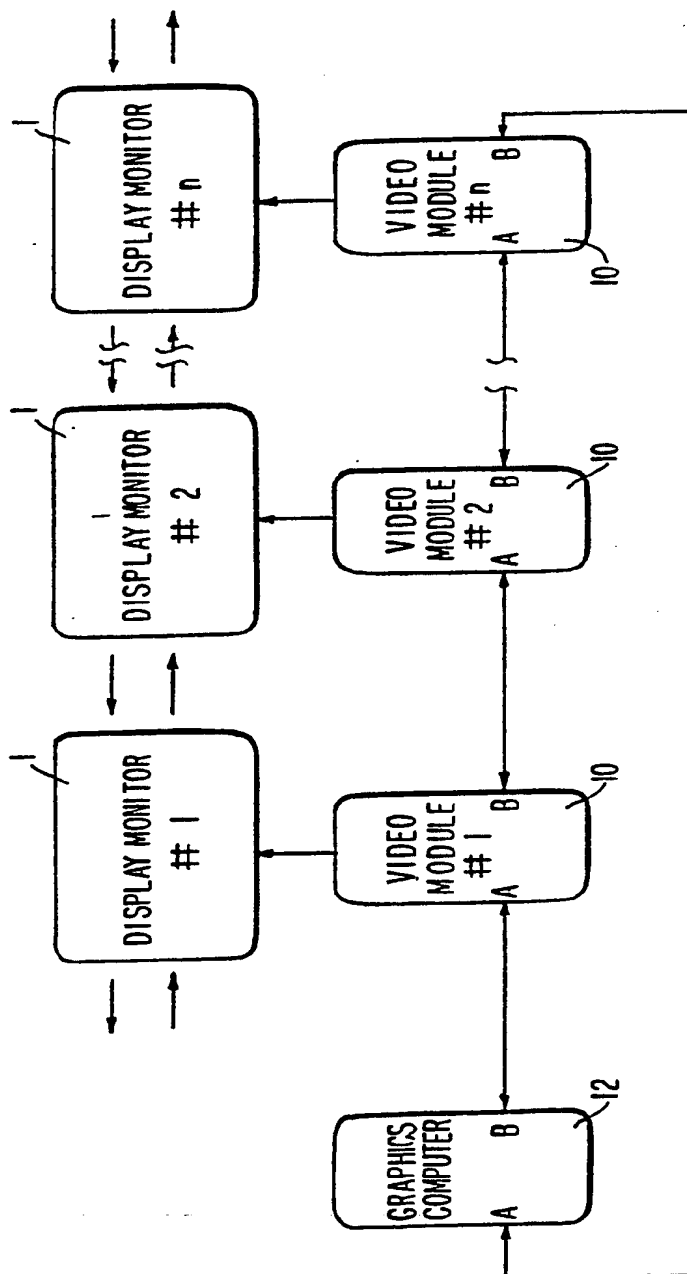 1
DISPLAY MONITOR
# 1
1
DISPLAY MONITOR
# 2
1
DISPLAY MONITOR
# n
GRAPHICS
COMPUTER
A B
12
VIDEO
MODULE
# 1
A B
10
VIDEO
MODULE
# 2
A B
10
VIDEO
MODULE
# n
A B
10